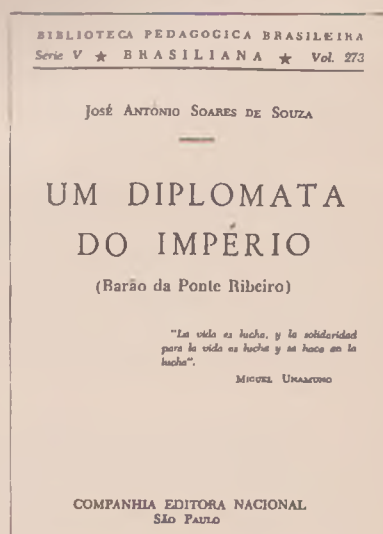 BIBLIOTECA PEDAGOGICA BRASILEIRA
Serie V ★ BRASILIANA ★ Vol. 273
JOSÉ ANTÓNIO SOARES DE SOUZA
UM DIPLOMATA
DO IMPÉRIO
(Barão da Ponte Ribeiro)
"La vida es lucha, y la solidaridad
para la vida es lucha y se hace en la
lucha".
MIGUEL UNAMUNO
COMPANHIA EDITORA NACIONAL
SÃO PAULO